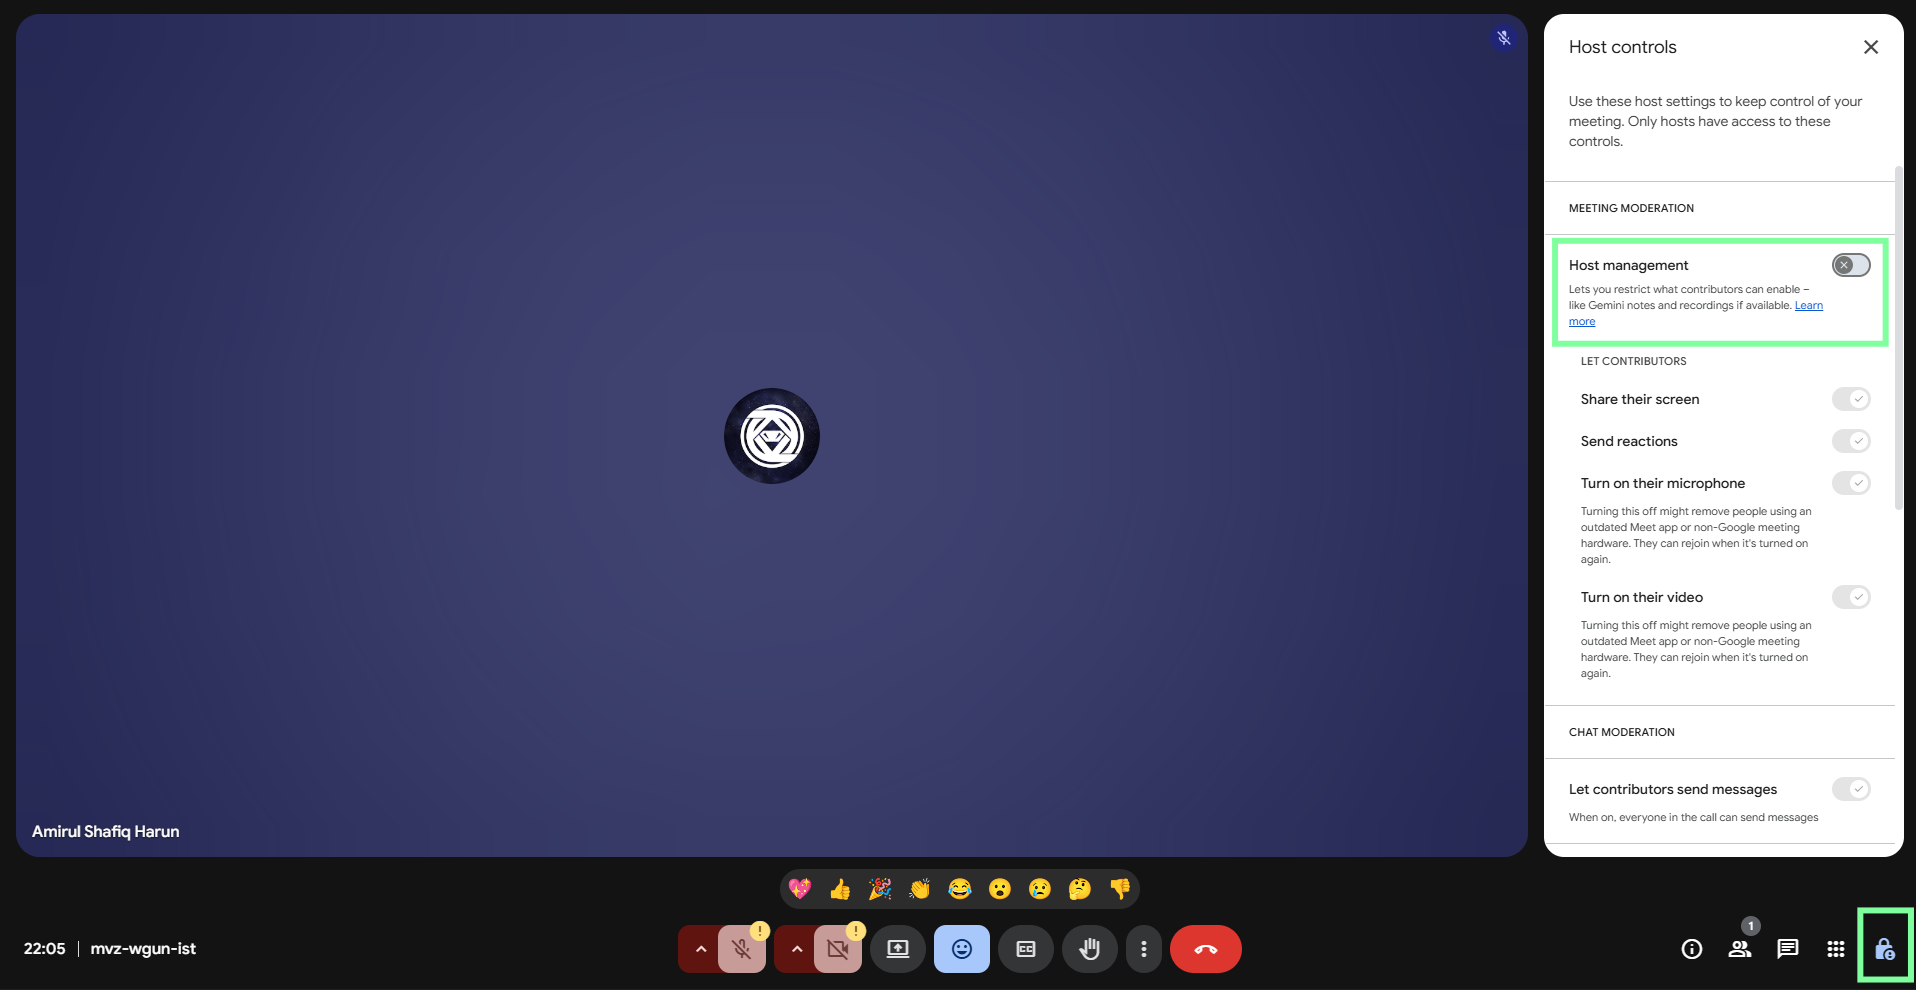 Host controls
Use these host settings to keep control of your
meeting. Only hosts have access to these
controls.
MEETING MODERATION
Host management
Lets you restrict what contributors can enable –
like Gemini notes and recordings if available. Learn
more
LET CONTRIBUTORS
Share their screen
Send reactions
Turn on their microphone
Turning this off might remove people using an
outdated Meet app or non-Google meeting
hardware. They can rejoin when it's turned on
again.
Turn on their video
Turning this off might remove people using an
outdated Meet app or non-Google meeting
hardware. They can rejoin when it's turned on
again.
CHAT MODERATION
Let contributors send messages
When on, everyone in the call can send messages
Amirul Shafiq Harun
22:05 | mvz-wgun-ist
!
!
CC
1